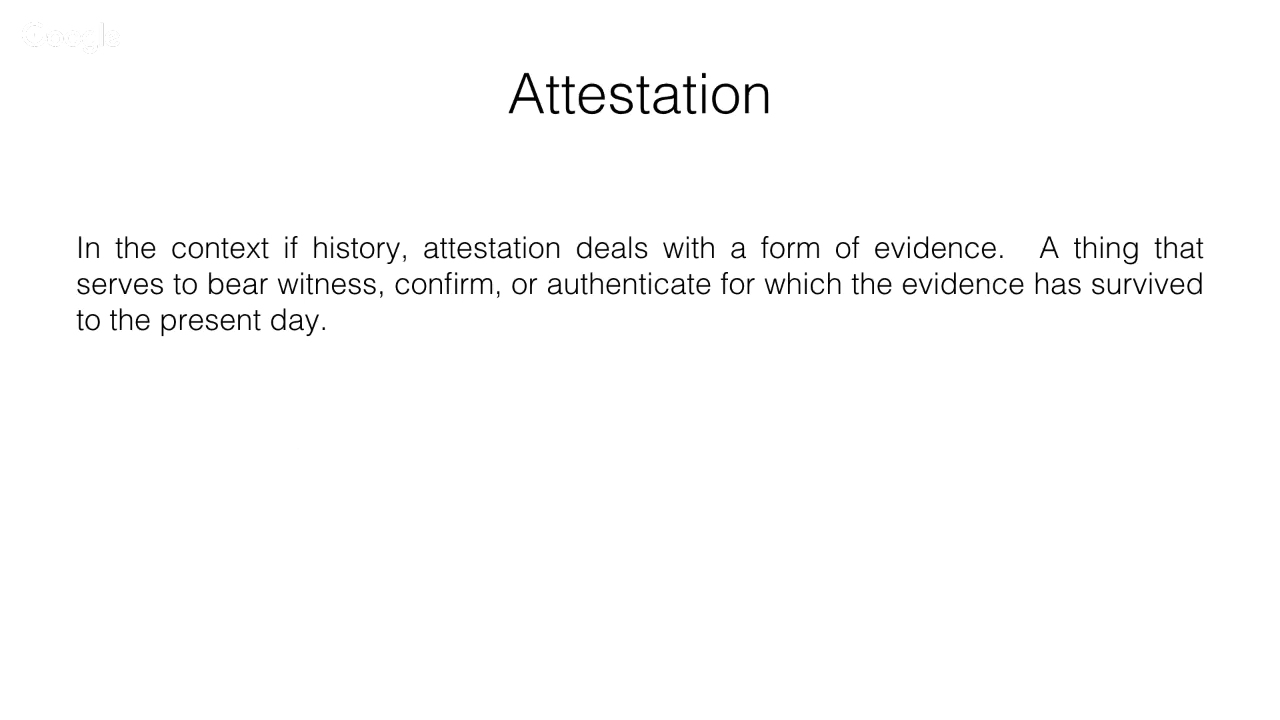 Google
Attestation
In the context if history, attestation deals with a form of evidence.  A thing that
serves to bear witness, confirm, or authenticate for which the evidence has survived
to the present day.